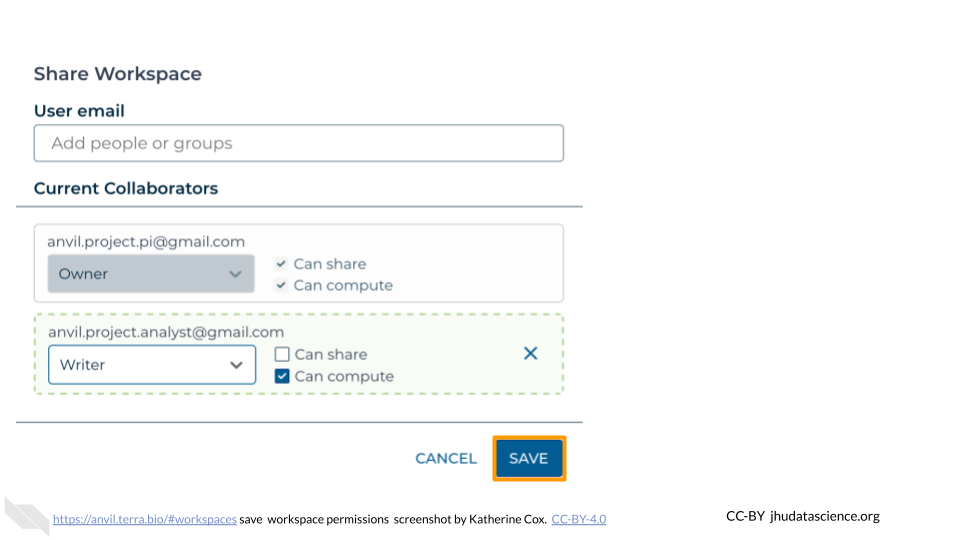 Share Workspace
User email
Add people or groups
Current Collaborators
anvil.project.pi@gmail.com
Owner
Can share
Can compute
anvil.project.analyst@gmail.com
Writer
Can share
Can compute
CANCEL SAVE
https://anvil.terra.bio/#workspaces save workspace permissions screenshot by Katherine Cox. CC-BY-4.0
CC-BY jhudatascience.org